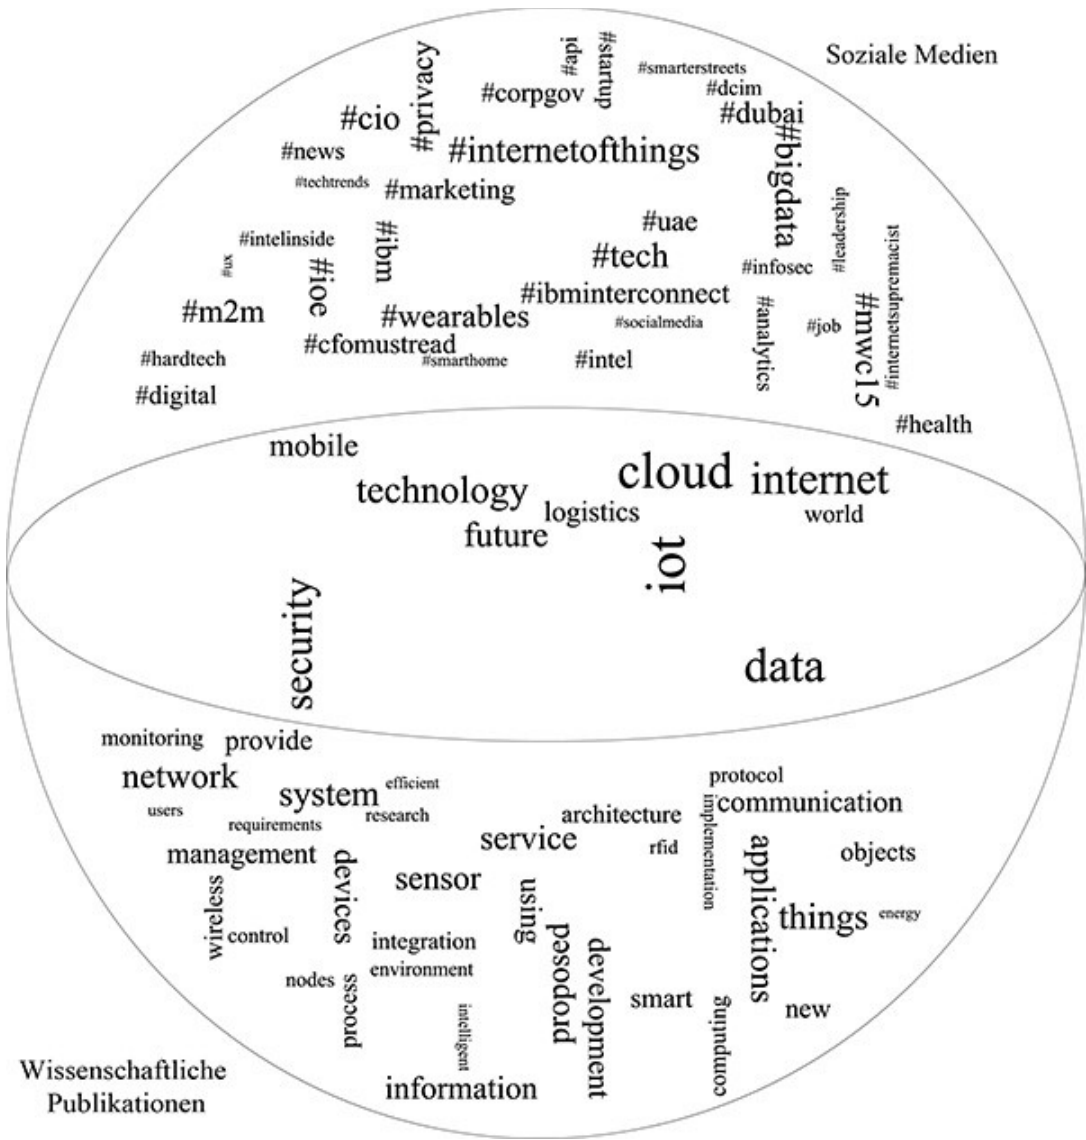 Soziale Medien
#privacy
#api
#startup
#smarterstreets
#corpgov
#dcim
#cio
#dubai
#news
#internetofthings
#bigdata
#techtrends
#marketing
#leadership
#uae
#intelinside
#ibm
#tech
#ux
#ioe
#infosec
#internetsupremacist
#ibminterconnect
#m2m
#wearables
#socialmedia
#analytics
#job
#mwc15
#cfomustread
#hardtech
#smarthome
#intel
#digital
#health
mobile
cloud
internet
technology
logistics
world
future
iot
security
data
monitoring
provide
network
system
efficient
protocol
communication
users
requirements
research
architecture
implementation
service
rfid
applications
management
objects
devices
sensor
wireless
using
things
energy
control
integration
proposed
development
environment
nodes
process
smart
computing
new
intelligent
information
Wissenschaftliche
Publikationen